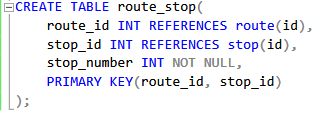 CREATE TABLE route_stop(
route_id INT REFERENCES route(id),
stop_id INT REFERENCES stop(id),
stop_number INT NOT NULL,
PRIMARY KEY(route_id, stop_id)
);